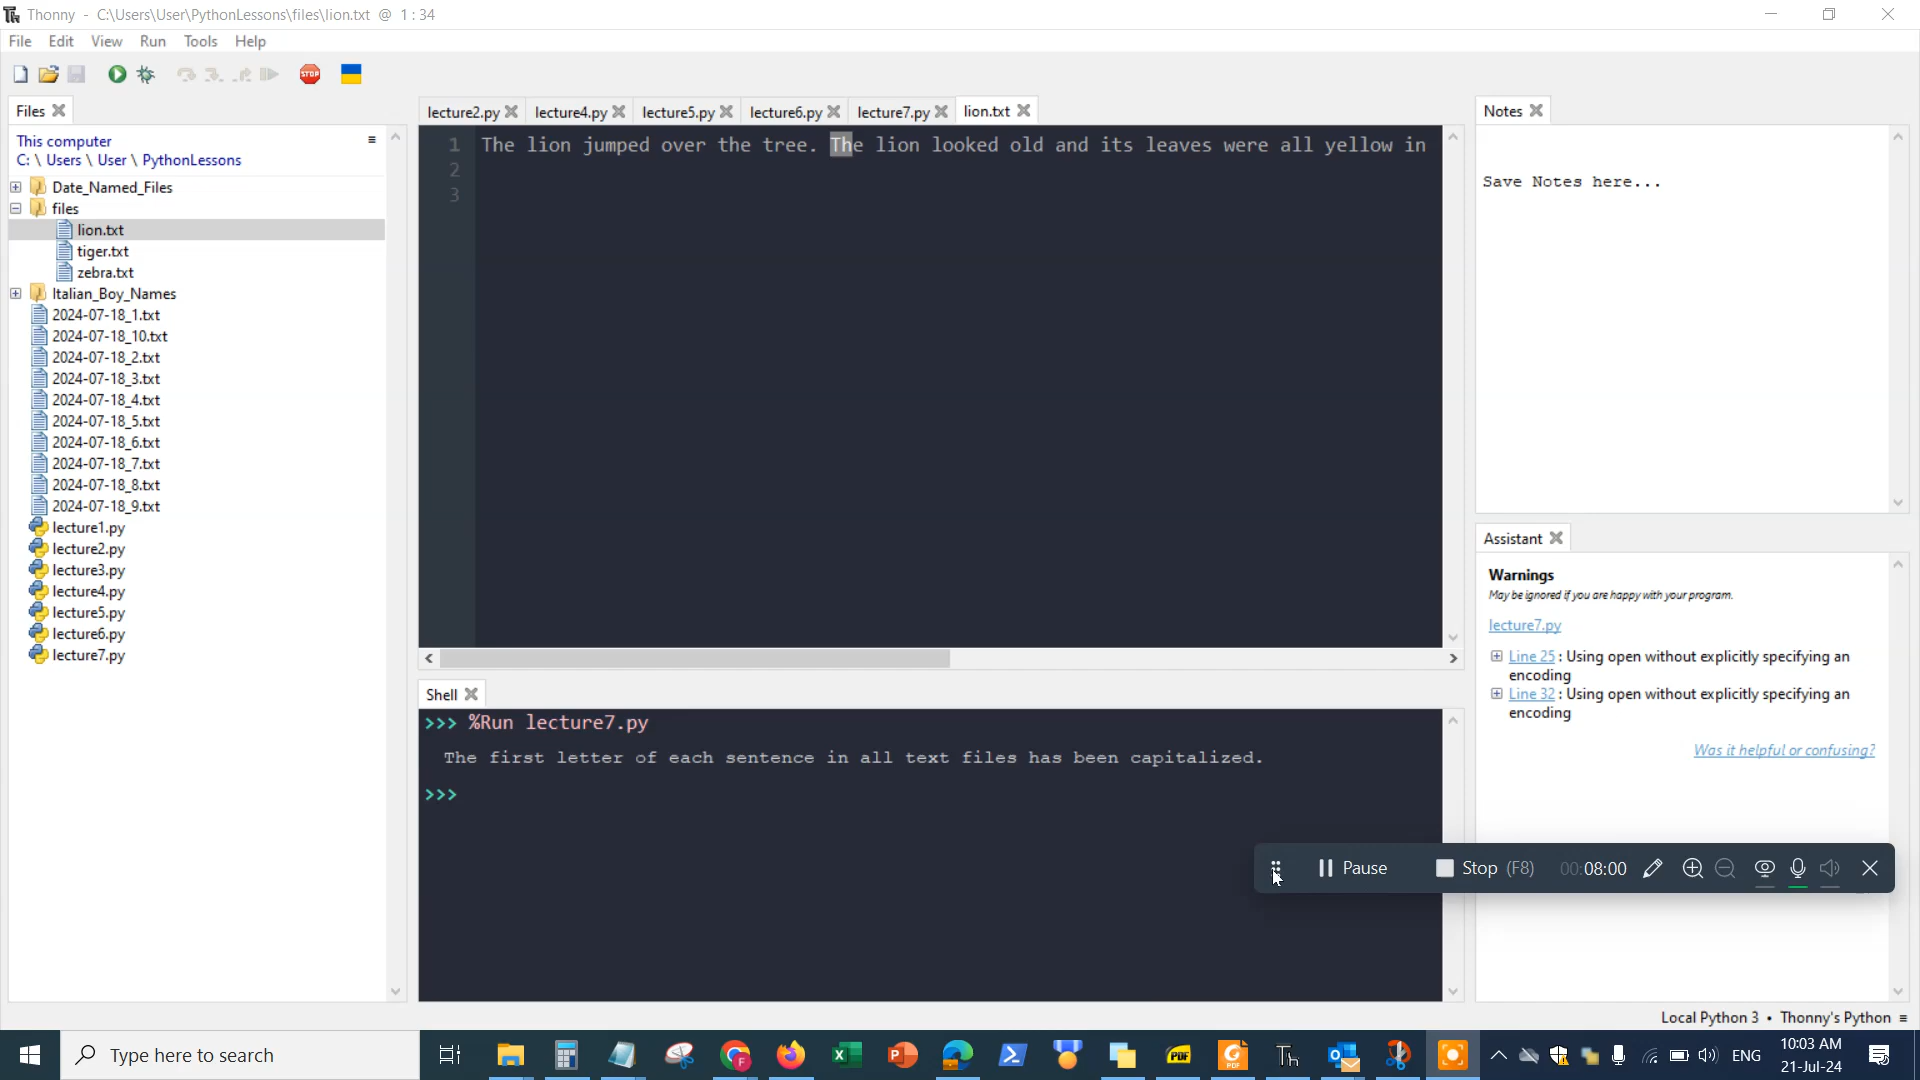 Thonny - C:\Users\User\PythonLessons\files\lion.txt @ 1 : 34
File Edit View Run Tools Help
STOP
Files
This computer
C: \ Users \ User \ PythonLessons
Date_Named_Files
files
lion.txt
tiger.txt
zebra.txt
Italian_Boy_Names
2024-07-18_1.txt
2024-07-18_10.txt
2024-07-18_2.txt
2024-07-18_3.txt
2024-07-18_4.txt
2024-07-18_5.txt
2024-07-18_6.txt
2024-07-18_7.txt
2024-07-18_8.txt
2024-07-18_9.txt
lecture1.py
lecture2.py
lecture3.py
lecture4.py
lecture5.py
lecture6.py
lecture7.py
lecture2.py lecture4.py lecture5.py lecture6.py lecture7.py lion.txt
1 The lion jumped over the tree. The lion looked old and its leaves were all yellow in
2
3
Shell
>>> %Run lecture7.py
The first letter of each sentence in all text files has been capitalized.
>>>
Notes
Save Notes here...
Assistant
Warnings
May be ignored if you are happy with your program.
lecture7.py
Line 25 : Using open without explicitly specifying an
encoding
Line 32 : Using open without explicitly specifying an
encoding
Was it helpful or confusing?
Pause Stop (F8) 00:08:00
Local Python 3 • Thonny's Python ≡
Type here to search
PDF
Th
ENG
10:03 AM
21-Jul-24